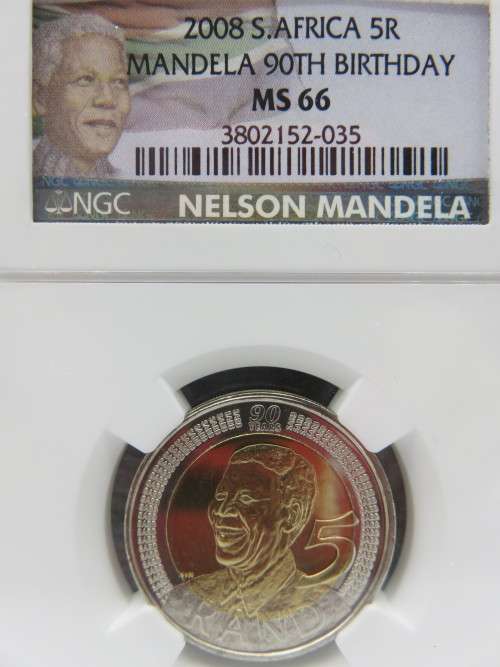 2008 S.AFRICA 5R
MANDELA 90TH BIRTHDAY
MS 66
3802152-035
NGC NELSON MANDELA
90
YEARS
5
RAND